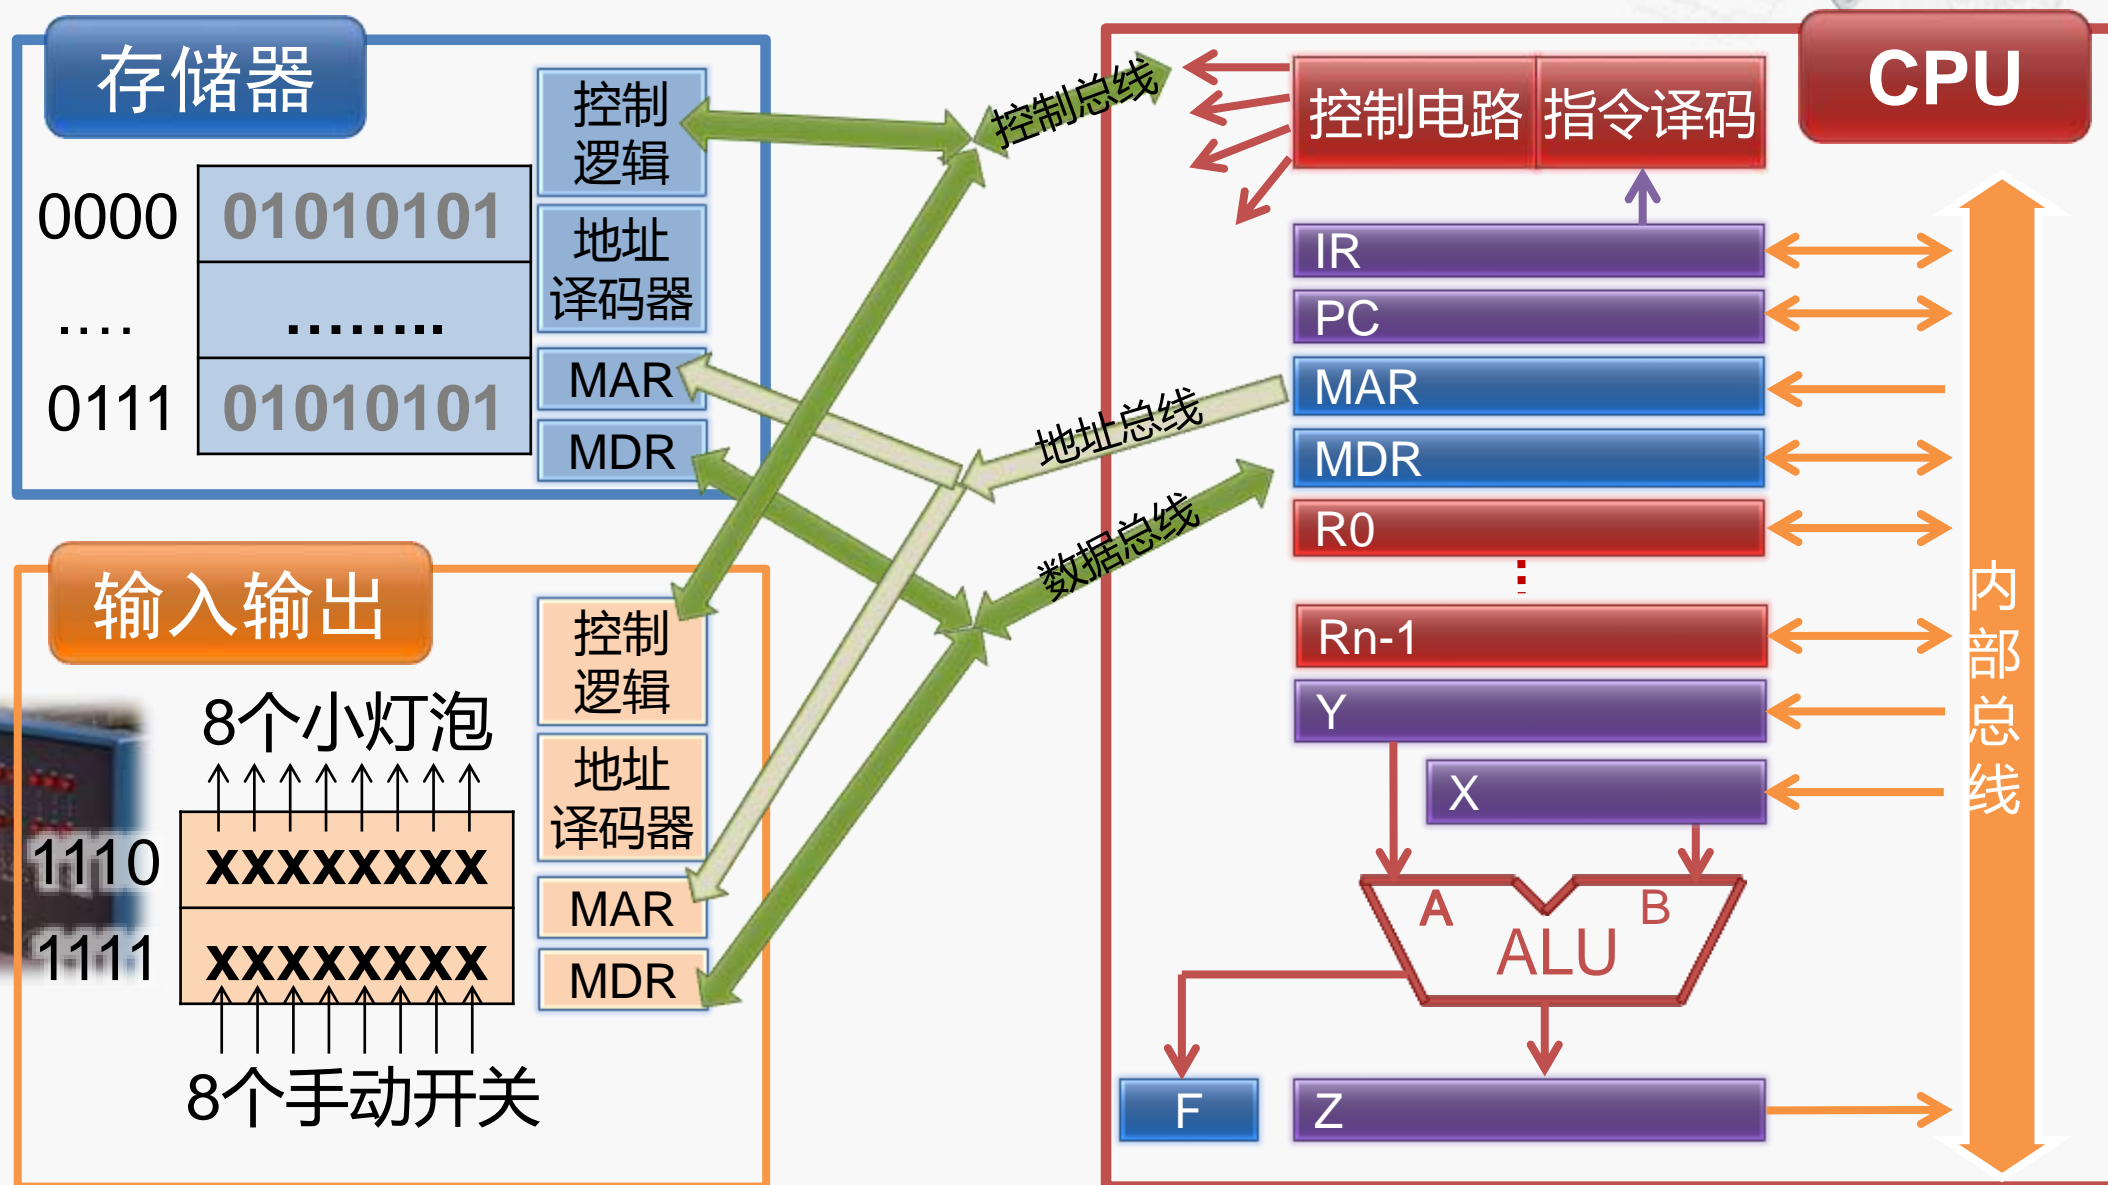 存储器
控制
逻辑
0000
01010101
地址
译码器
....
........
MAR
0111
01010101
MDR
输入输出
控制
逻辑
8个小灯泡
地址
译码器
1110
xxxxxxxx
MAR
1111
xxxxxxxx
MDR
8个手动开关
控制总线
地址总线
数据总线
CPU
控制电路
指令译码
IR
PC
MAR
MDR
R0
Rn-1
Y
X
A
B
ALU
F
Z
内
部
总
线